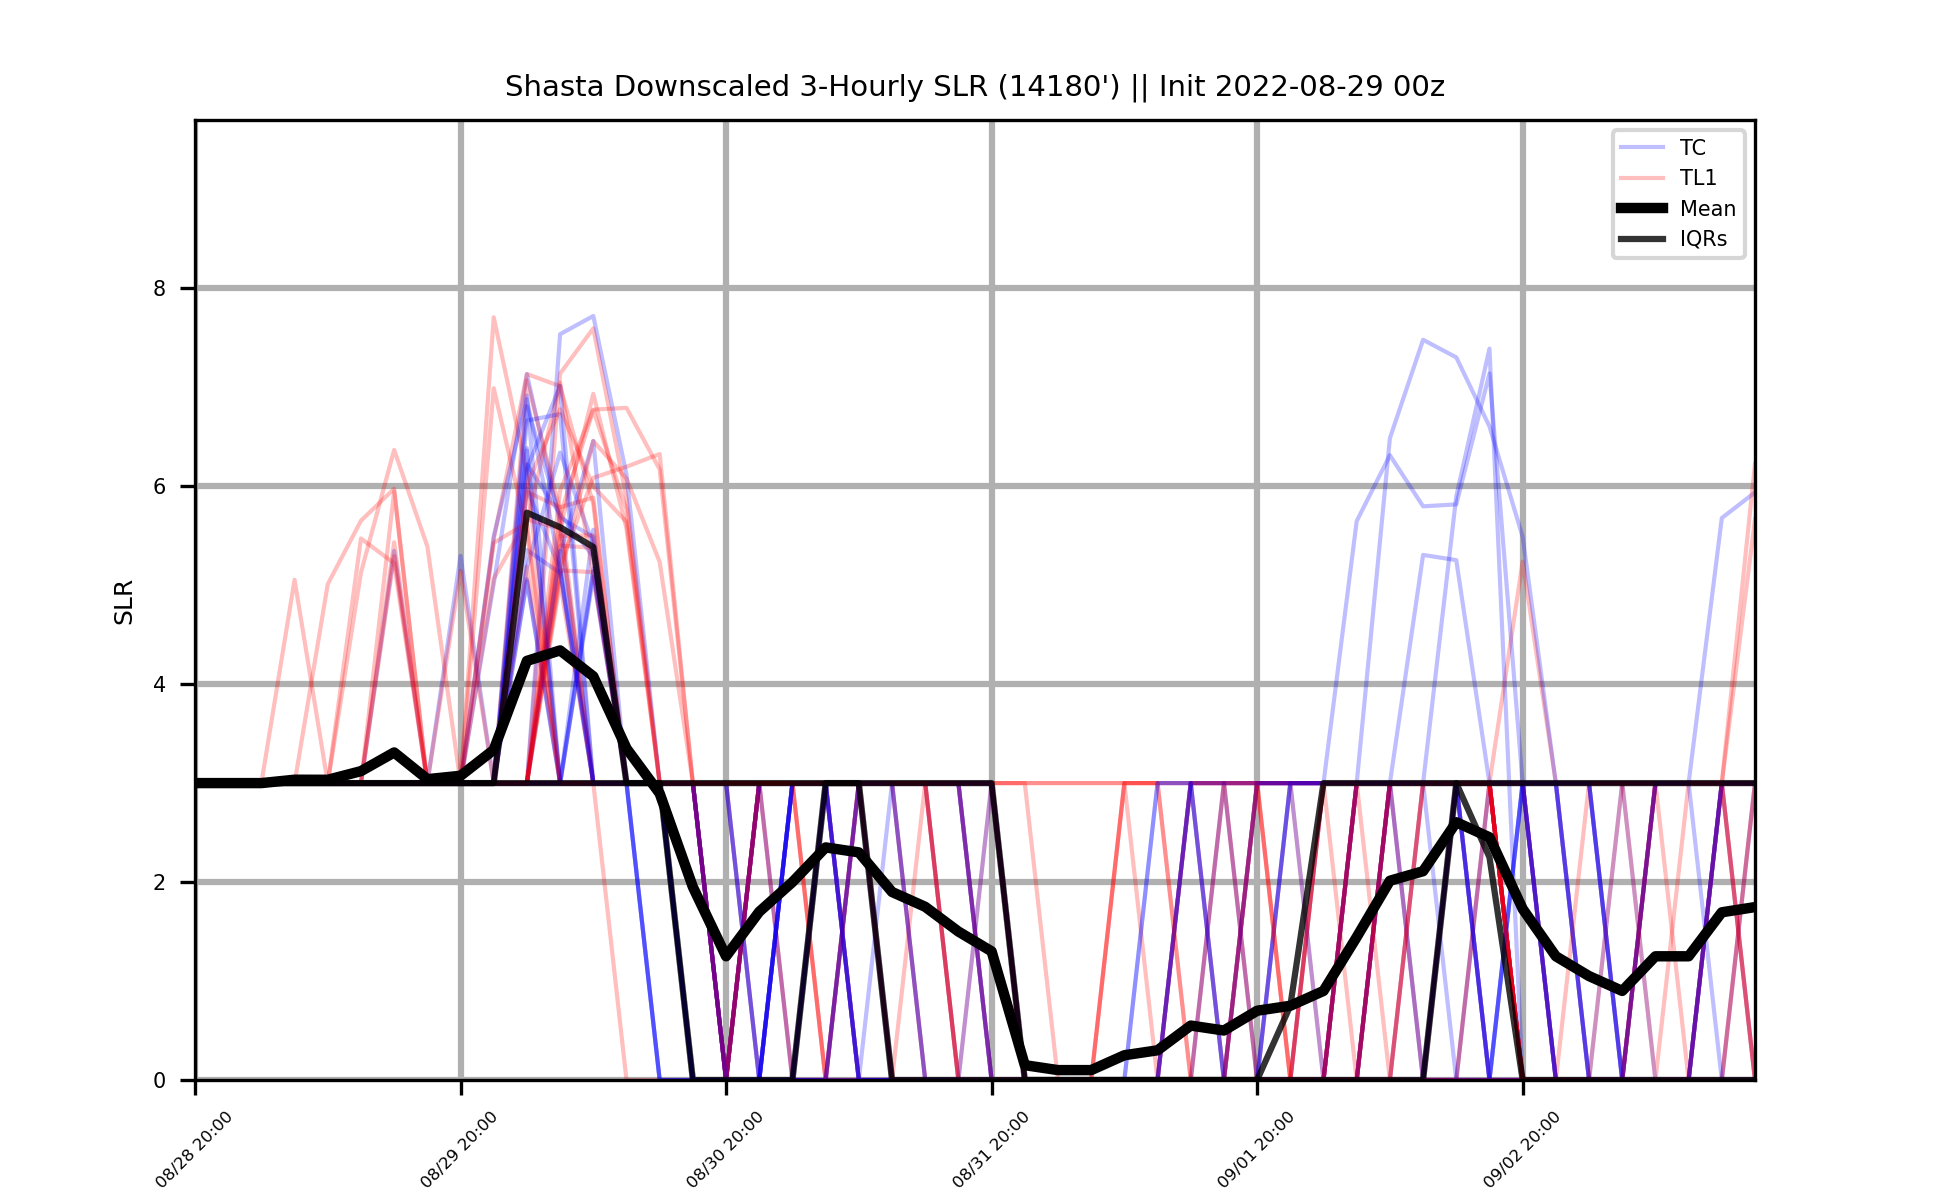 Shasta Downscaled 3-Hourly SLR (14180') || Init 2022-08-29 00z
TC
TL1
Mean
IQRs
SLR
8
6
4
2
0
08/28 20:00
08/29 20:00
08/30 20:00
08/31 20:00
09/01 20:00
09/02 20:00